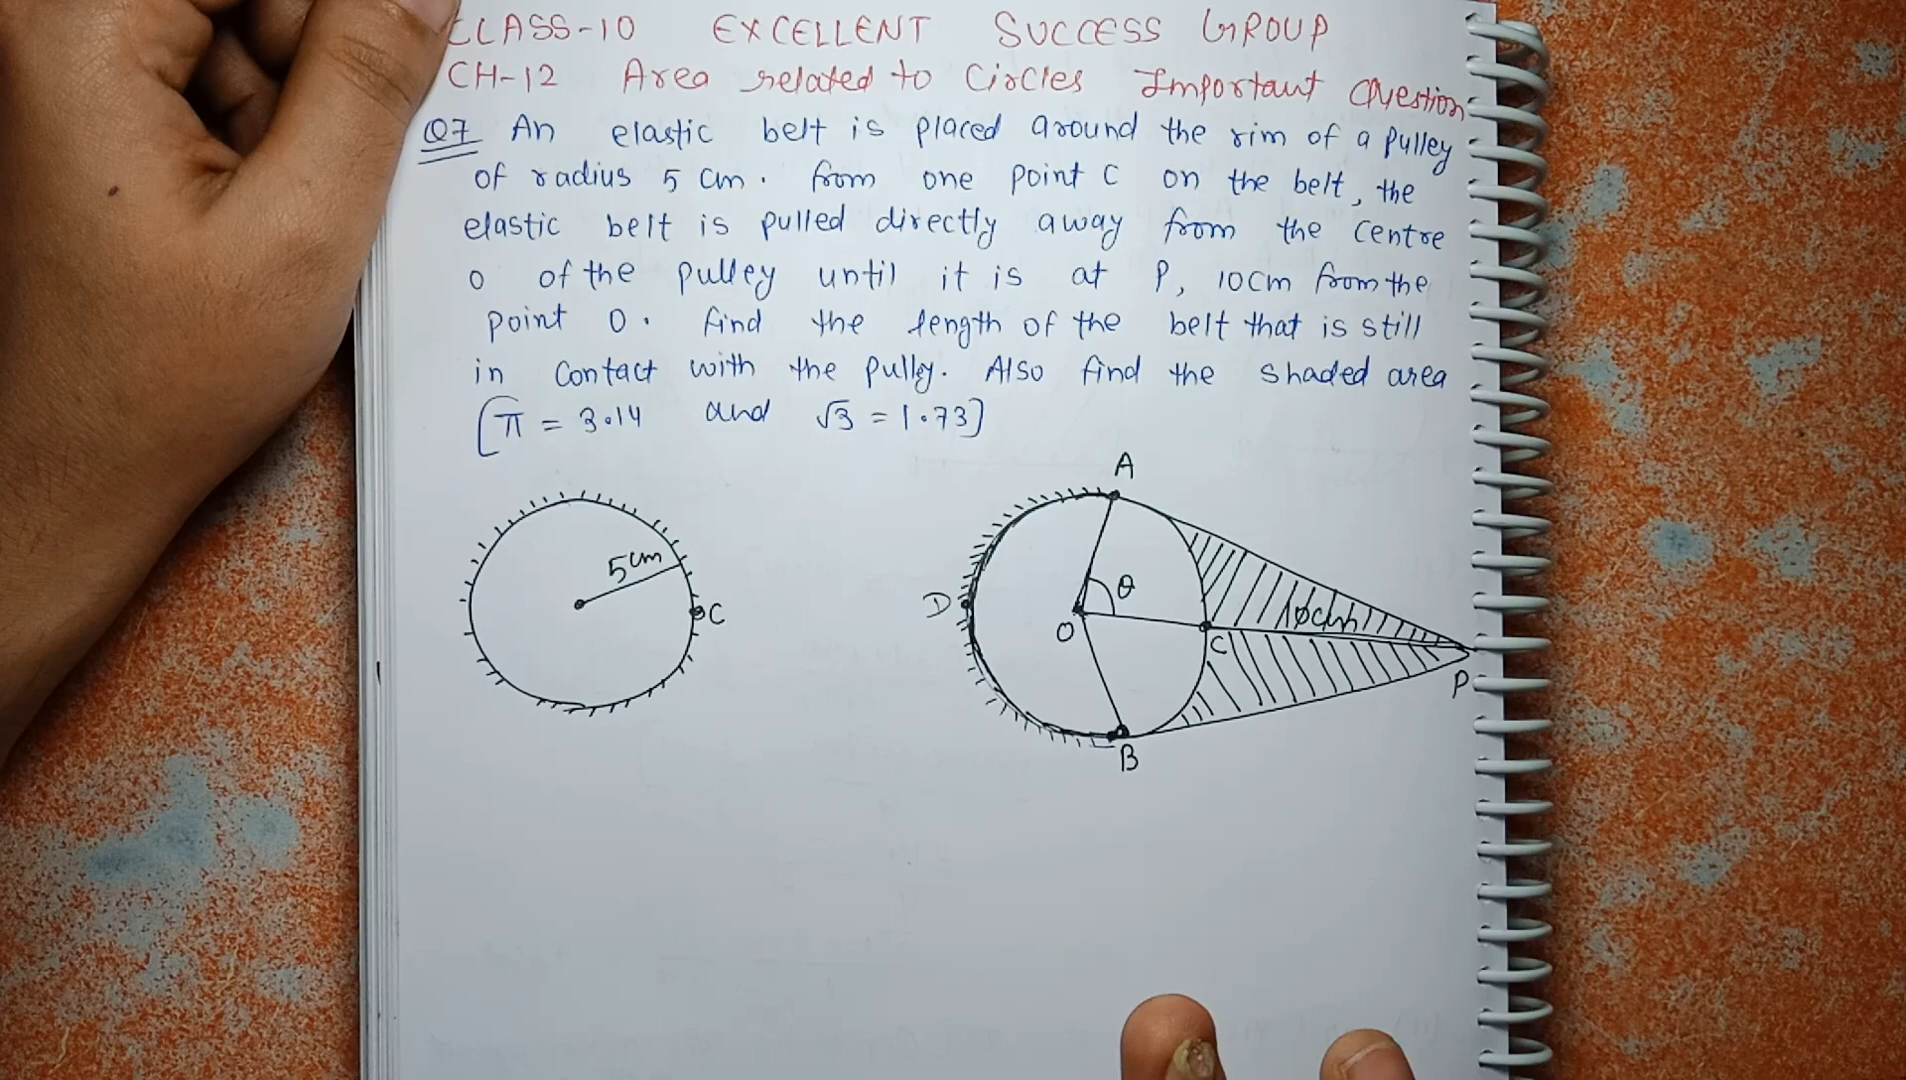 CLASS-10 EXCELLENT SUCCESS GROUP
CH-12 Area related to Circles Important Question
Q7 An elastic belt is placed around the rim of a pulley
of radius 5 cm. from one point C on the belt, the
elastic belt is pulled directly away from the centre
O of the pulley until it is at P, 10cm from the
point O. find the length of the belt that is still
in contact with the pully. Also find the shaded area
[π = 3.14 and √3 = 1.73]
5cm
C
A
D
θ
O
10cm
C
P
B